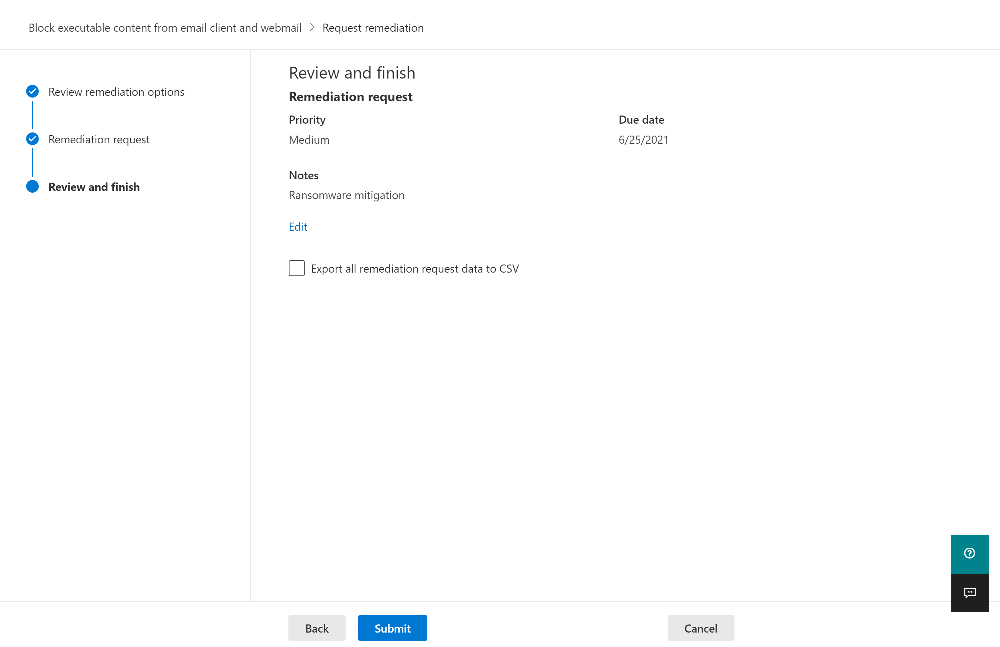 Block executable content from email client and webmail > Request remediation
Review remediation options
Remediation request
Review and finish
Review and finish
Remediation request
Priority
Due date
Medium
6/25/2021
Notes
Ransomware mitigation
Edit
Export all remediation request data to CSV
Back
Submit
Cancel